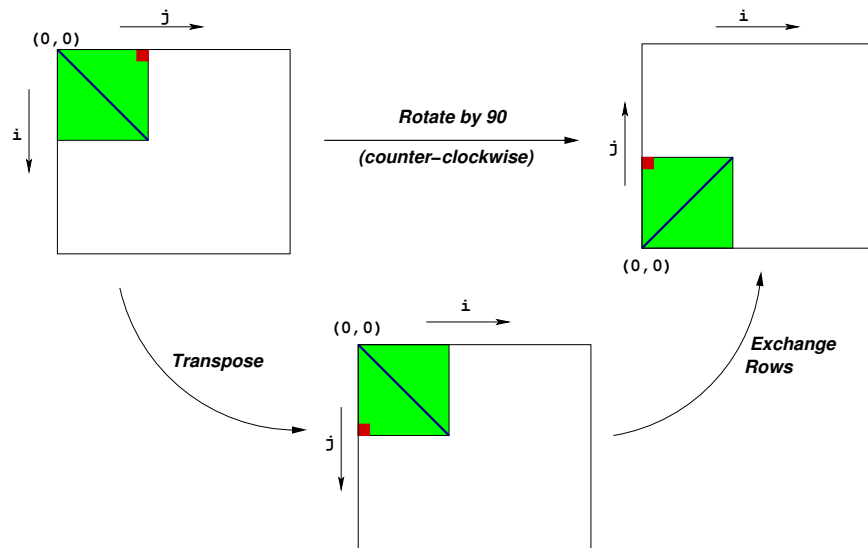 j
(0,0)
i
Rotate by 90
(counter−clockwise)
i
j
(0,0)
Transpose
(0,0)
i
j
Exchange
Rows